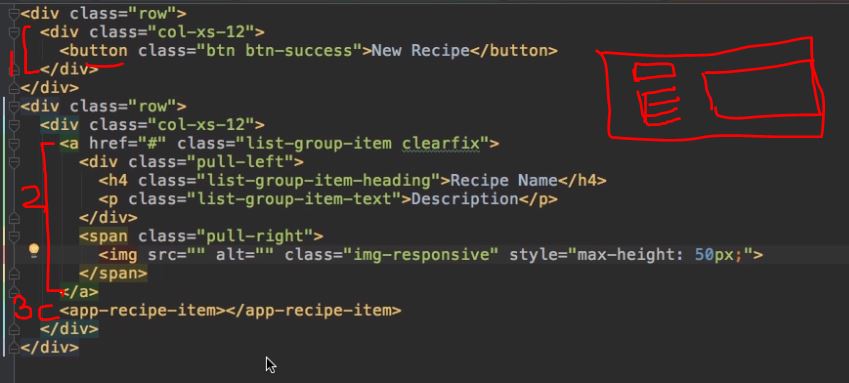 <div class="row">
<div class="col-xs-12">
1 <button class="btn btn-success">New Recipe</button>
</div>
</div>
<div class="row">
<div class="col-xs-12">
<a href="#" class="list-group-item clearfix">
<div class="pull-left">
<h4 class="list-group-item-heading">Recipe Name</h4>
2 <p class="list-group-item-text">Description</p>
</div>
<span class="pull-right">
<img src="" alt="" class="img-responsive" style="max-height: 50px;">
</span>
</a>
3 <app-recipe-item></app-recipe-item>
</div>
</div>